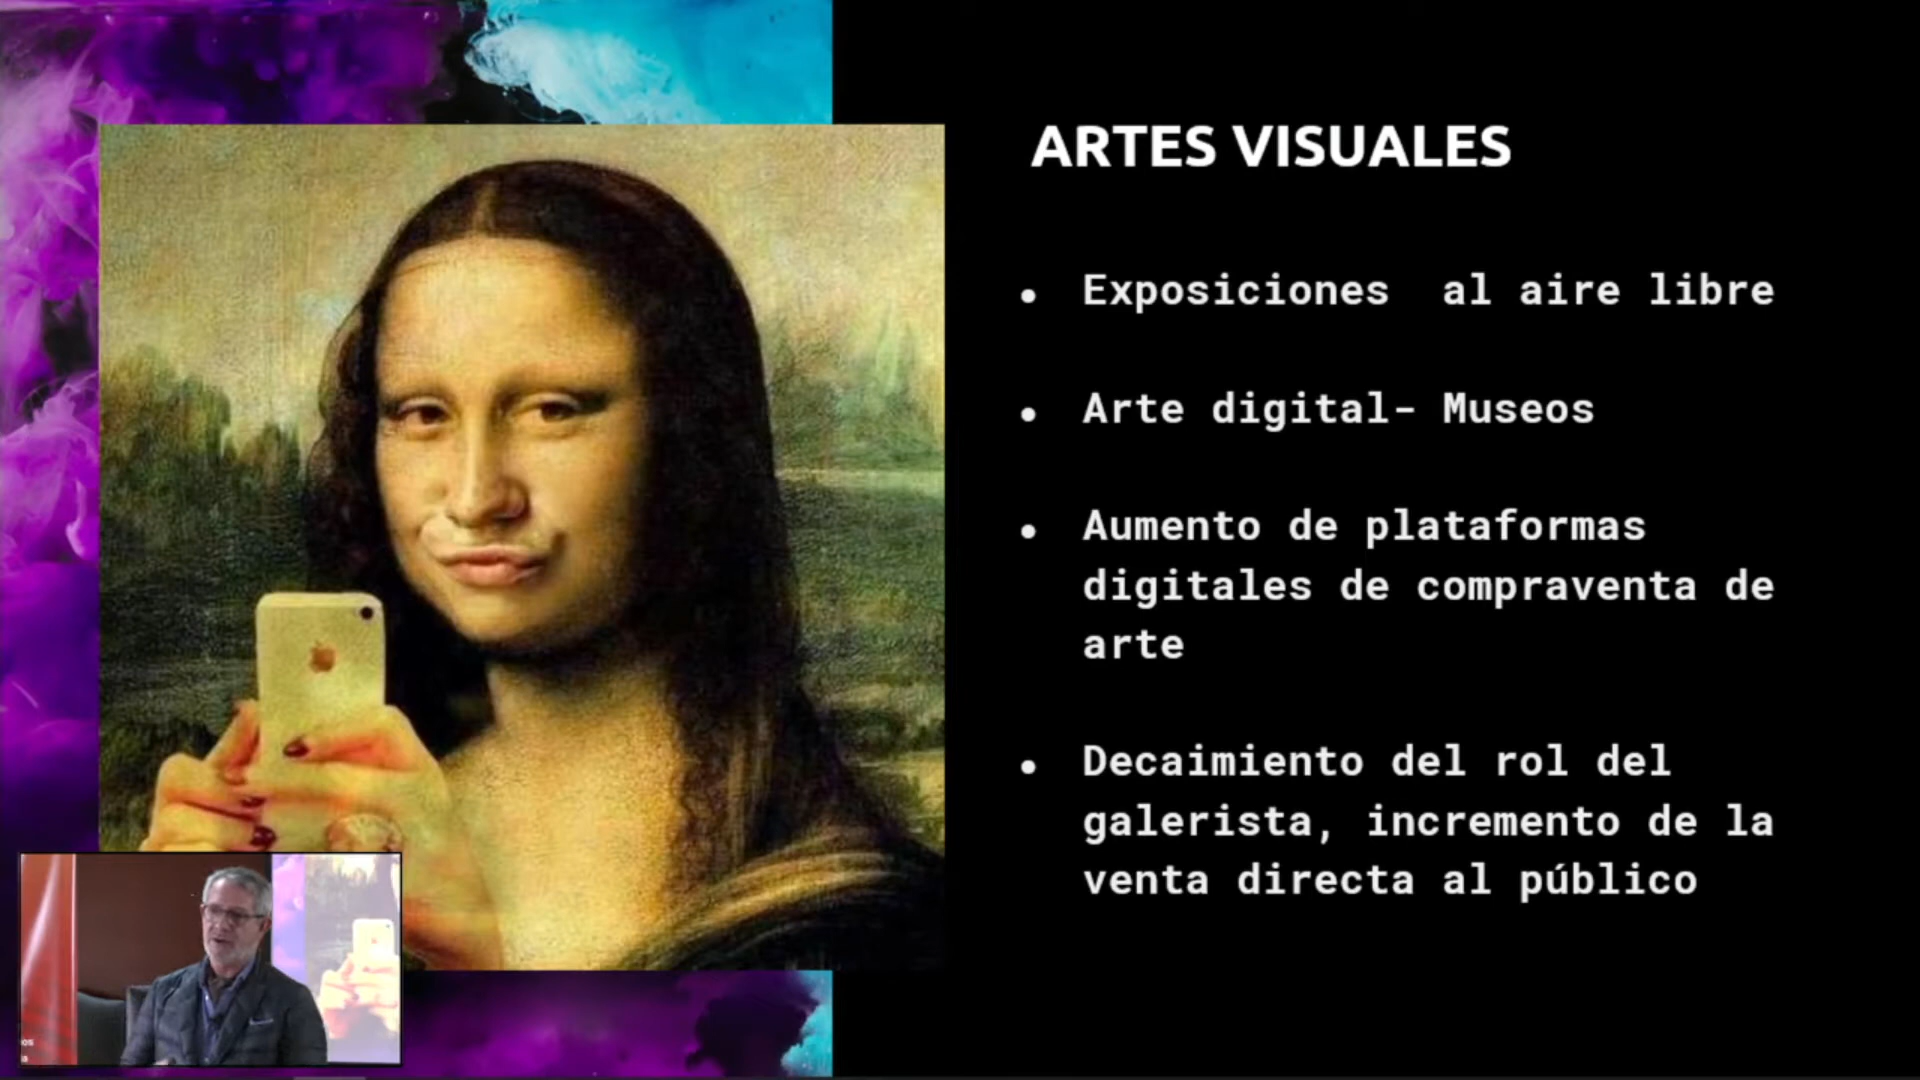 ARTES VISUALES
• Exposiciones al aire libre
• Arte digital- Museos
• Aumento de plataformas
digitales de compraventa de
arte
• Decaimiento del rol del
galerista, incremento de la
venta directa al público
os